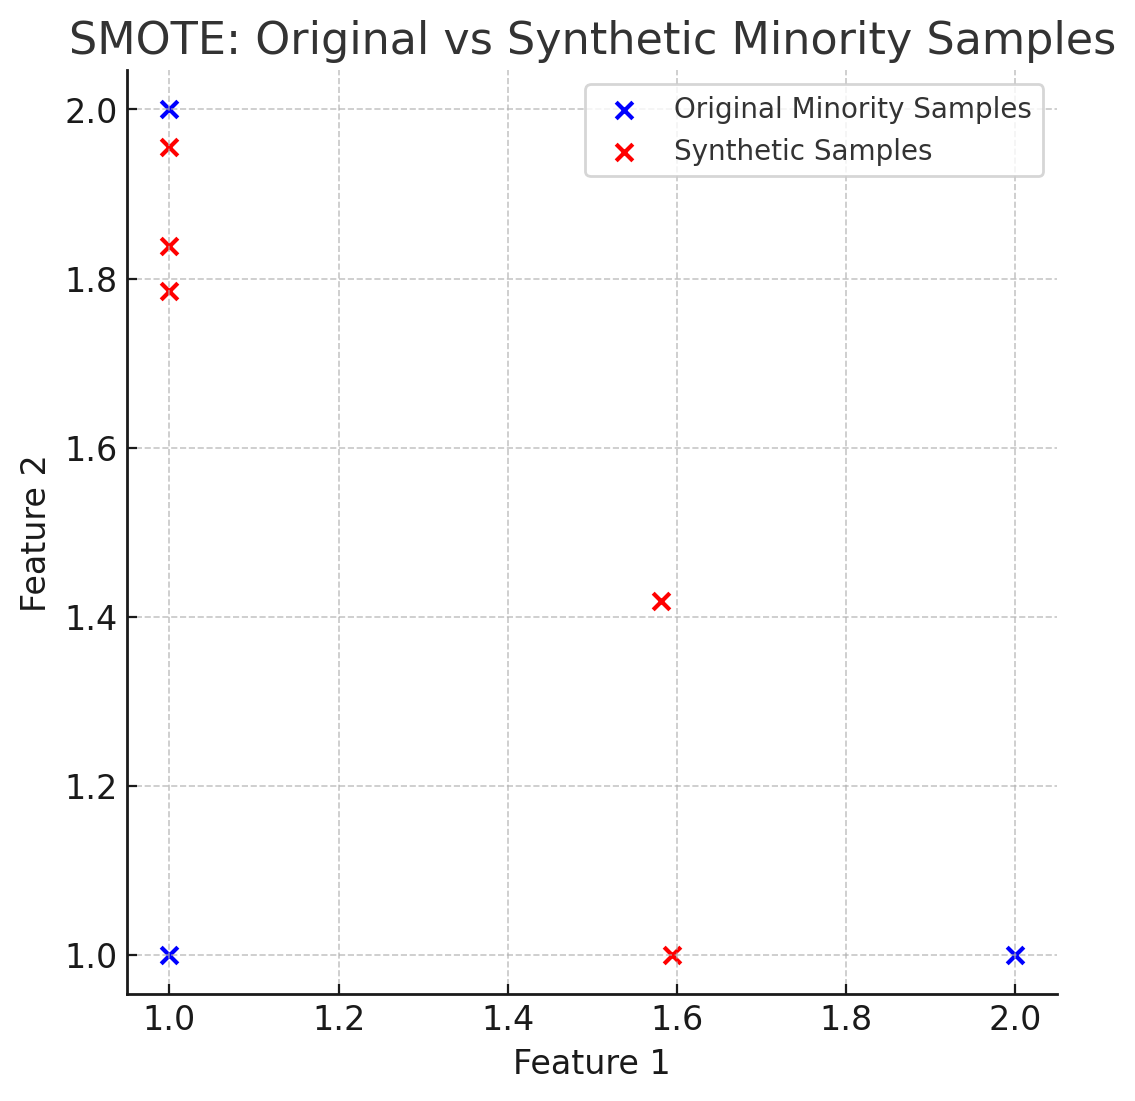 SMOTE: Original vs Synthetic Minority Samples
Original Minority Samples
Synthetic Samples
2.0
1.8
1.6
1.4
1.2
1.0
Feature 2
1.0 1.2 1.4 1.6 1.8 2.0
Feature 1